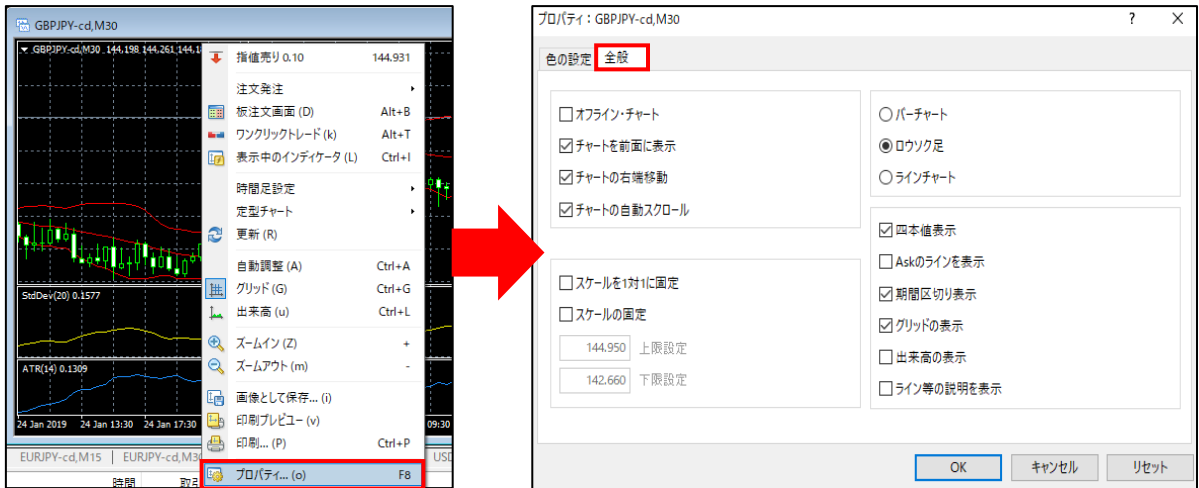 GBPJPY-cd,M30
GBPJPY-cd,M30 144.198 144.261 144.1
指値売り 0.10 144.931
注文発注
板注文画面 (D) Alt+B
ワンクリックトレード (k) Alt+T
表示中のインディケータ (L) Ctrl+I
時間足設定
定型チャート
更新 (R)
自動調整 (A) Ctrl+A
グリッド (G) Ctrl+G
出来高 (u) Ctrl+L
ズームイン (Z) +
ズームアウト (m) -
画像として保存... (i)
印刷プレビュー (v)
印刷... (P) Ctrl+P
プロパティ... (o) F8
StdDev(20) 0.1577
ATR(14) 0.1309
24 Jan 2019 24 Jan 13:30 24 Jan 17:30 09:30
EURJPY-cd,M15 EURJPY-cd,M30 USD
時間 取引
プロパティ：GBPJPY-cd,M30 ?
色の設定 全般
オフライン・チャート
チャートを前面に表示
チャートの右端移動
チャートの自動スクロール
スケールを1対1に固定
スケールの固定
144.950 上限設定
142.660 下限設定
バーチャート
ロウソク足
ラインチャート
四本値表示
Askのラインを表示
期間区切り表示
グリッドの表示
出来高の表示
ライン等の説明を表示
OK キャンセル リセット